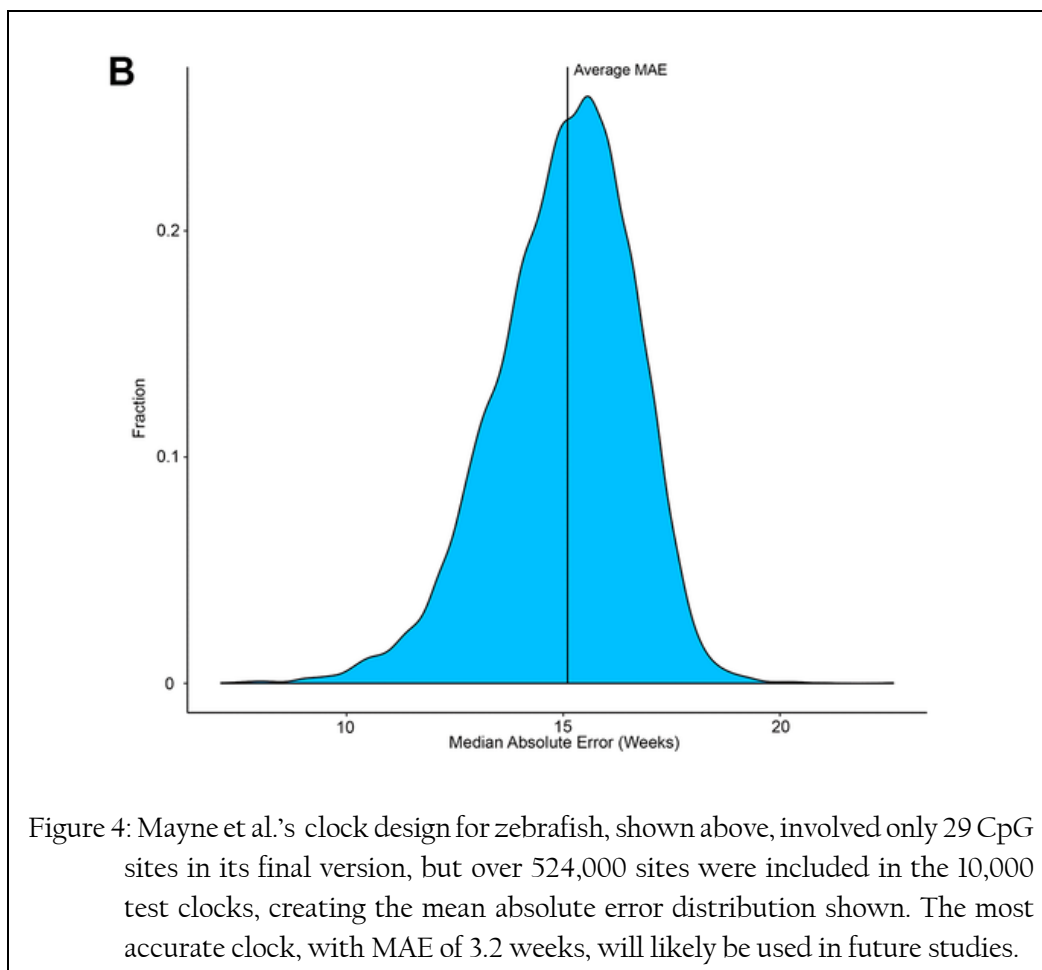 B
Average MAE
0.2
Fraction
0.1
0
10 15 20
Median Absolute Error (Weeks)
Figure 4: Mayne et al.'s clock design for zebrafish, shown above, involved only 29 CpG
sites in its final version, but over 524,000 sites were included in the 10,000
test clocks, creating the mean absolute error distribution shown. The most
accurate clock, with MAE of 3.2 weeks, will likely be used in future studies.